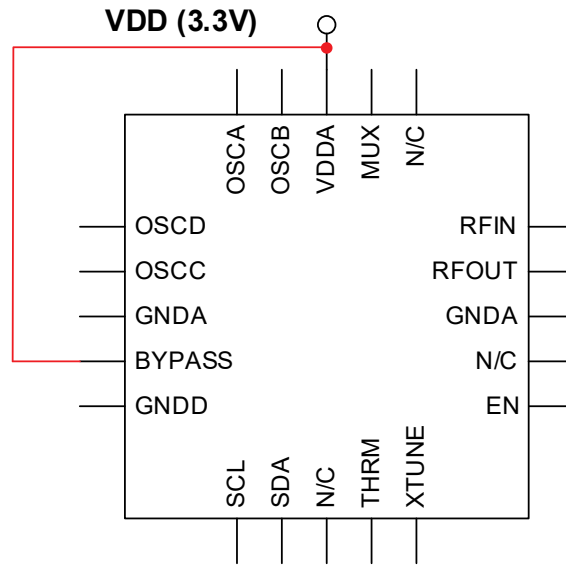 VDD (3.3V)
OSCA
OSCB
VDDA
MUX
N/C
OSCD
OSCC
GNDA
BYPASS
GNDD
RFIN
RFOUT
GNDA
N/C
EN
SCL
SDA
N/C
THRM
XTUNE